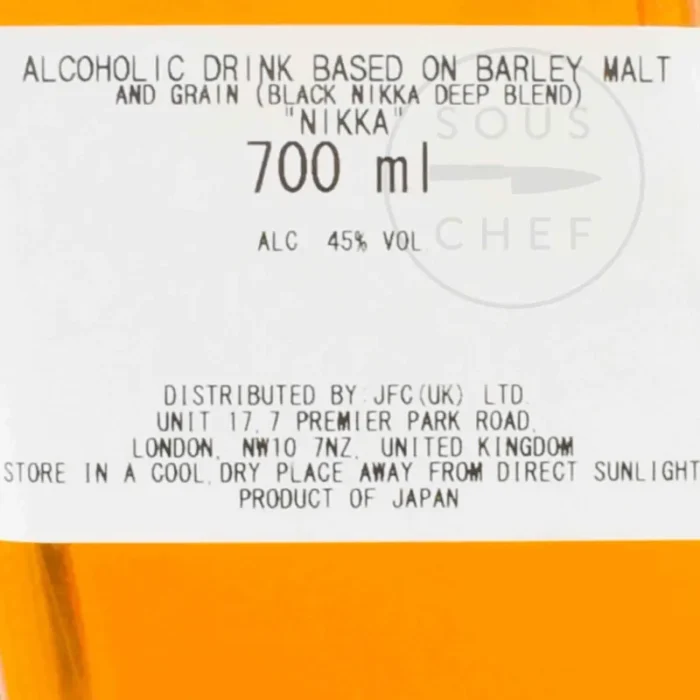 ALCOHOLIC DRINK BASED ON BARLEY MALT
AND GRAIN (BLACK NIKKA DEEP BLEND)
"NIKKA"
700 ml
ALC 45% VOL
SOUS
CHEF
DISTRIBUTED BY JFC(UK) LTD.
UNIT 17, 7 PREMIER PARK ROAD,
LONDON, NW10 7NZ, UNITED KINGDOM
STORE IN A COOL, DRY PLACE AWAY FROM DIRECT SUNLIGHT
PRODUCT OF JAPAN